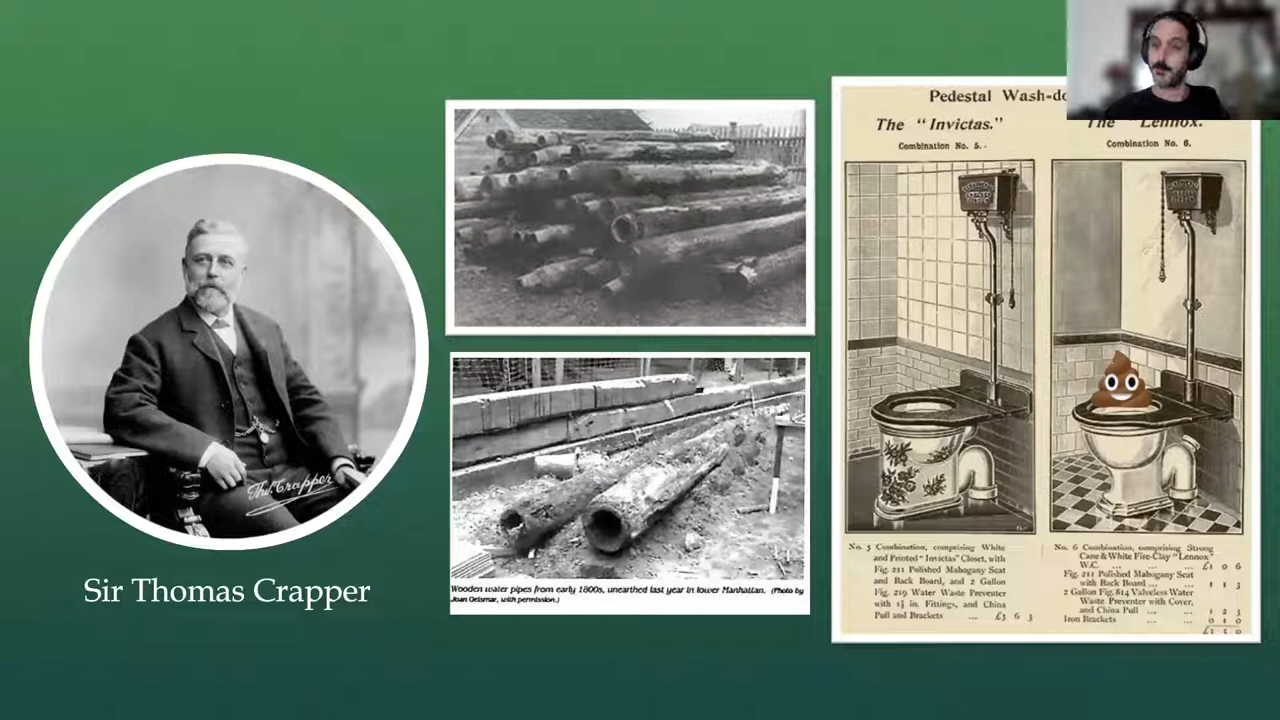 Thos. Crapper
Sir Thomas Crapper
Wooden water pipes from early 1800s, unearthed last year in lower Manhattan. (Photo by
Joan Geismar, with permission.)
Pedestal Wash-do
The "Invictas."
Combination No. 5.
The "Lennox.
Combination No. 6.
No. 5 Combination, comprising White
and Printed "Invictas" Closet, with
Fig. 211 Polished Mahogany Seat
and Back Board, and 2 Gallon
Fig. 219 Water Waste Preventer
with 1½ in. Fittings, and China
Pull and Brackets ... £3 6 3
No. 6 Combination, comprising Strong
Cane & White Fire-Clay "Lennox"
W.C. ... ... ... £1 0 6
Fig. 211 Polished Mahogany Seat
with Back Board ... ... 1 1 3
2 Gallon Fig. 814 Valveless Water
Waste Preventer with Cover,
and China Pull ... ... 1 2 3
Iron Brackets ... ... 0 1 0